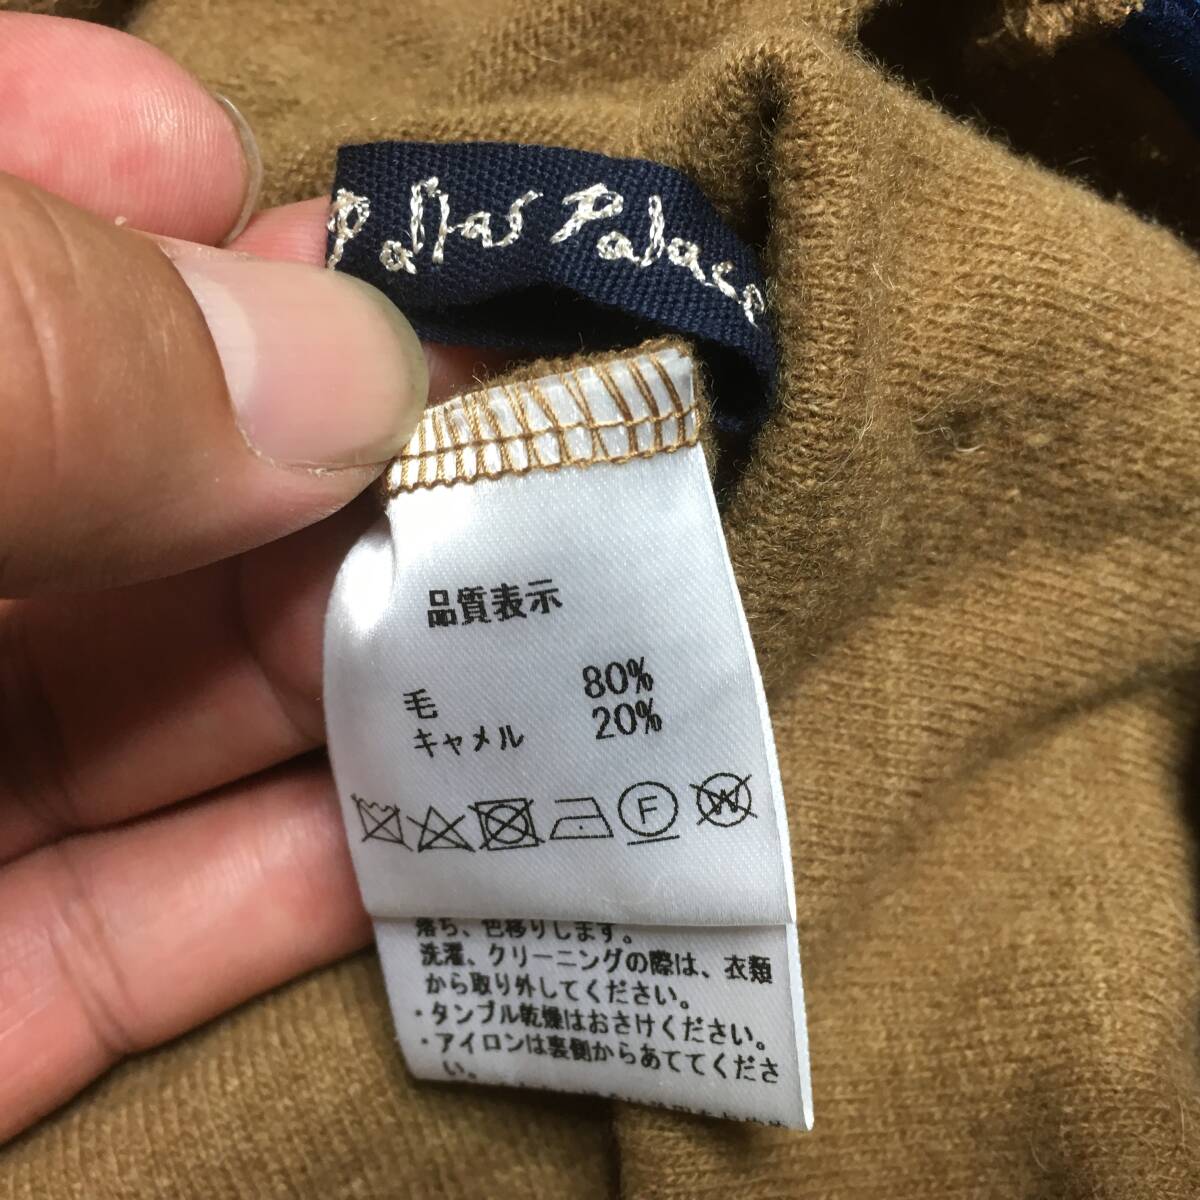 Pallas Palace
品質表示
毛 80%
キャメル 20%
F
W
落ち、色移りします。
洗濯、クリーニングの際は、衣類
から取り外してください。
・タンブル乾燥はおさけください。
・アイロンは裏側からあててくださ
い。